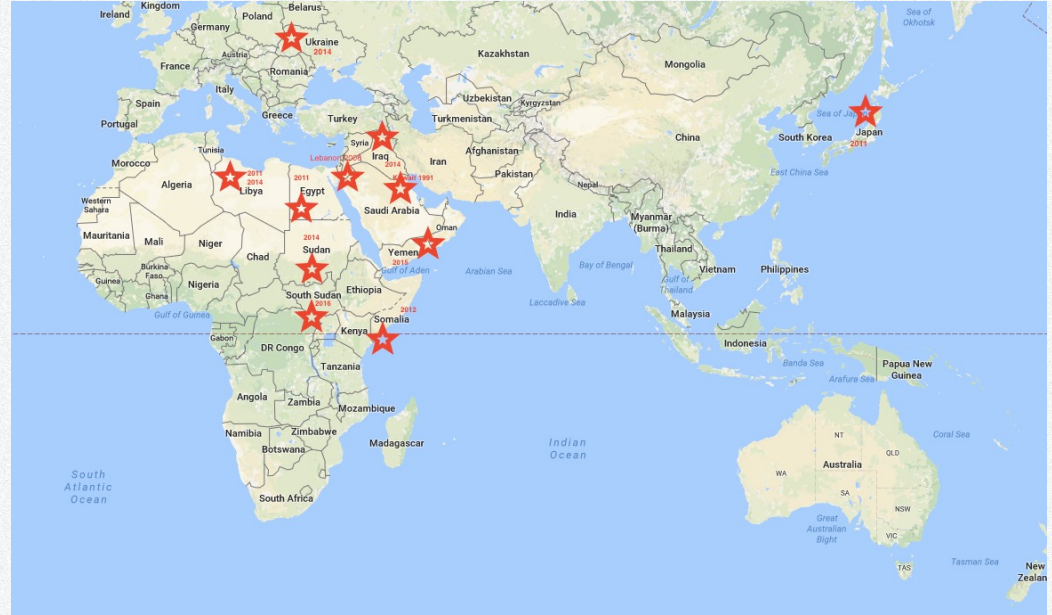 Ireland
Kingdom
Belarus
Poland
Germany
Ukraine
2014
Austria
France
Romania
Italy
Spain
Portugal
Greece
Turkey
Kazakhstan
Mongolia
Sea of
Okhotsk
Uzbekistan
Kyrgyzstan
Turkmenistan
China
South Korea
Japan
2011
East China Sea
Tunisia
Morocco
Syria
Iraq
2014
Iran
Afghanistan
Pakistan
Nepal
Kuwait 1991
Algeria
2011
2014
Libya
2011
Egypt
Saudi Arabia
Western
Sahara
Oman
India
Myanmar
(Burma)
Mauritania
Mali
Niger
Chad
2014
Sudan
Yemen
2015
Gulf of Aden
Arabian Sea
Bay of Bengal
Thailand
Burkina
Faso
Guinea
Ghana
Nigeria
South Sudan
2016
Ethiopia
Gulf of
Thailand
Vietnam
Philippines
Laccadive Sea
Gulf of Guinea
2012
Somalia
Kenya
Malaysia
Gabon
DR Congo
Indonesia
Tanzania
Banda Sea
Arafura Sea
Papua New
Guinea
Angola
Zambia
Mozambique
Namibia
Zimbabwe
Botswana
Madagascar
South Africa
South
Atlantic
Ocean
Indian
Ocean
Coral Sea
NT
QLD
WA
Australia
SA
NSW
VIC
Great
Australian
Bight
TAS
Tasman Sea
New